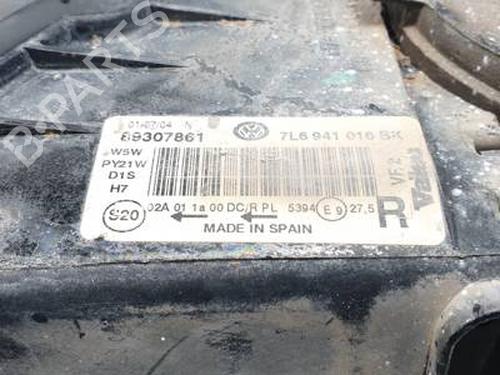 B-PARTS
01/07/04 N
89307861
7L6 941 016 BK
W5W
PY21W
D1S
H7
S20
02A 01 1a 00 DC/R PL 5394 E9 27,5
R
VF2
Valeo
MADE IN SPAIN